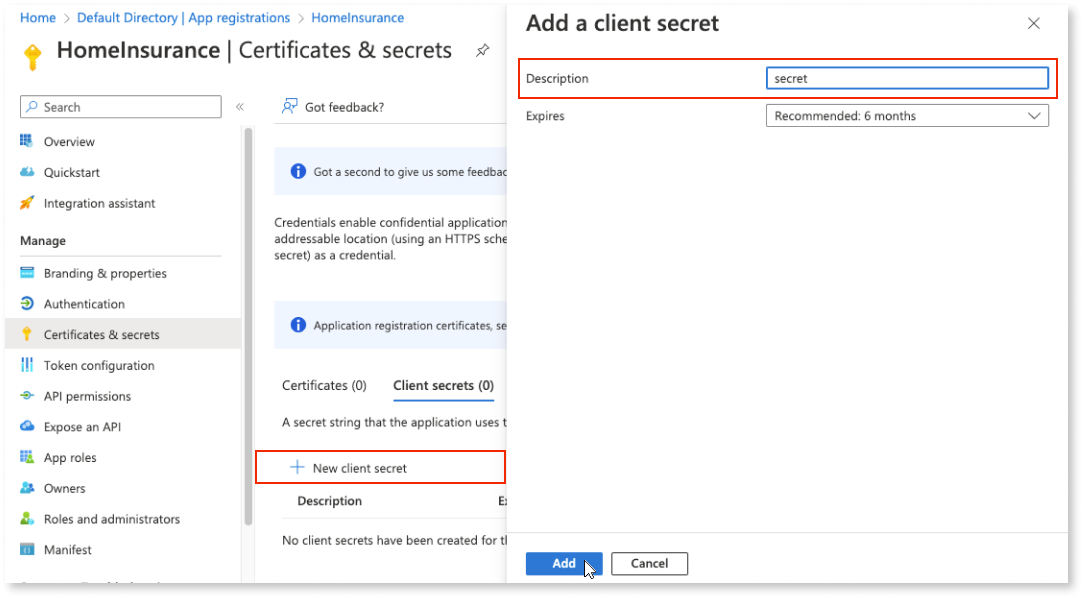 Home > Default Directory | App registrations > HomeInsurance
HomeInsurance | Certificates & secrets
Search
«
Overview
Quickstart
Integration assistant
Manage
Branding & properties
Authentication
Certificates & secrets
Token configuration
API permissions
Expose an API
App roles
Owners
Roles and administrators
Manifest
Got feedback?
Got a second to give us some feedbac
Credentials enable confidential application
addressable location (using an HTTPS sche
secret) as a credential.
Application registration certificates, se
Certificates (0) Client secrets (0)
A secret string that the application uses t
New client secret
Description Ex
No client secrets have been created for th
Add a client secret
Description secret
Expires Recommended: 6 months
Add Cancel